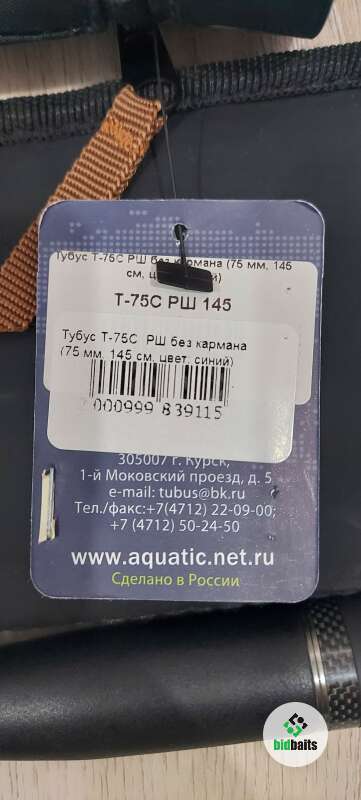 Тубус Т-75С РШ без кармана (75 мм, 145
см,
Т-75С РШ 145
Тубус Т-75С РШ без кармана
(75 мм, 145 см, цвет. синий)
000999 839115
305007 г. Курск,
1-й Моковский проезд, д. 5
e-mail: tubus@bk.ru
Тел./факс:+7(4712) 22-09-00;
+7 (4712) 50-24-50
www.aquatic.net.ru
Сделано в России
bidbaits